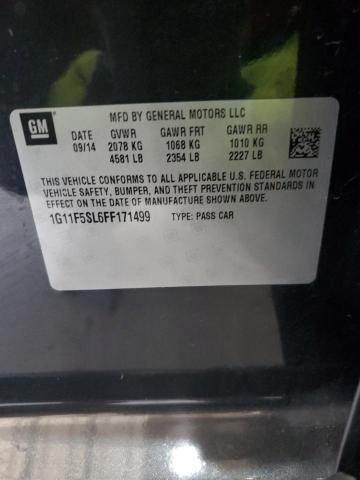 GM
MFD BY GENERAL MOTORS LLC
DATE GVWR GAWR FRT GAWR RR
09/14 2078 KG 1068 KG 1010 KG
4581 LB 2354 LB 2227 LB
THIS VEHICLE CONFORMS TO ALL APPLICABLE U.S. FEDERAL MOTOR
VEHICLE SAFETY, BUMPER, AND THEFT PREVENTION STANDARDS IN
EFFECT ON THE DATE OF MANUFACTURE SHOWN ABOVE.
1G11F5SL6FF171499 TYPE: PASS CAR